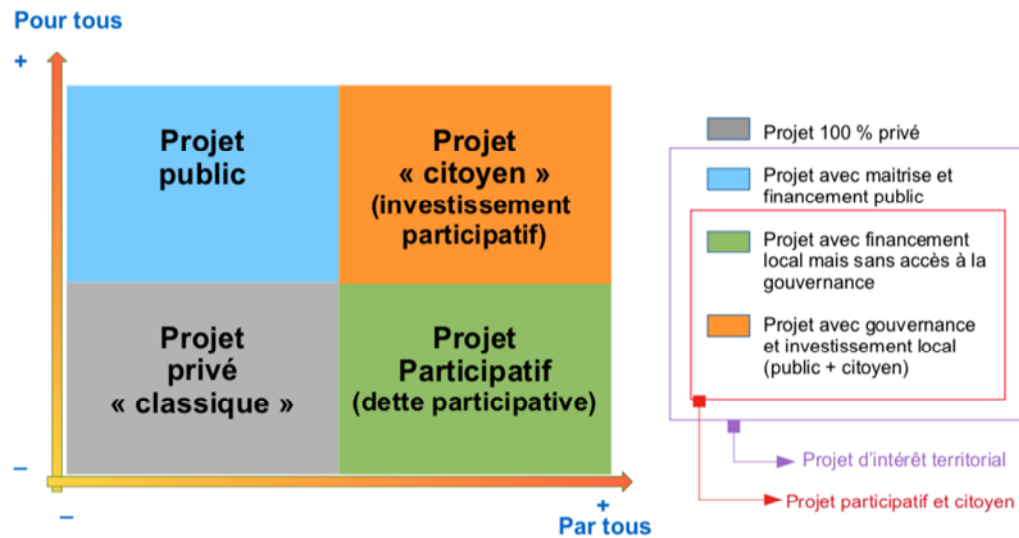 Pour tous
+
Projet
public
Projet
« citoyen »
(investissement
participatif)
Projet
privé
« classique »
Projet
Participatif
(dette participative)
–
–
+
Par tous
Projet 100 % privé
Projet avec maitrise et
financement public
Projet avec financement
local mais sans accès à la
gouvernance
Projet avec gouvernance
et investissement local
(public + citoyen)
Projet d'intérêt territorial
Projet participatif et citoyen